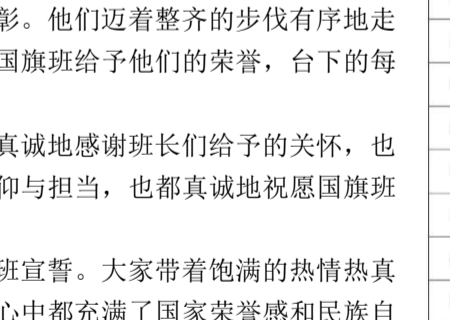 彰。他们迈着整齐的步伐有序地走
国旗班给予他们的荣誉，台下的每
真诚地感谢班长们给予的关怀，也
仰与担当，也都真诚地祝愿国旗班
班宣誓。大家带着饱满的热情热真
心中都充满了国家荣誉感和民族自